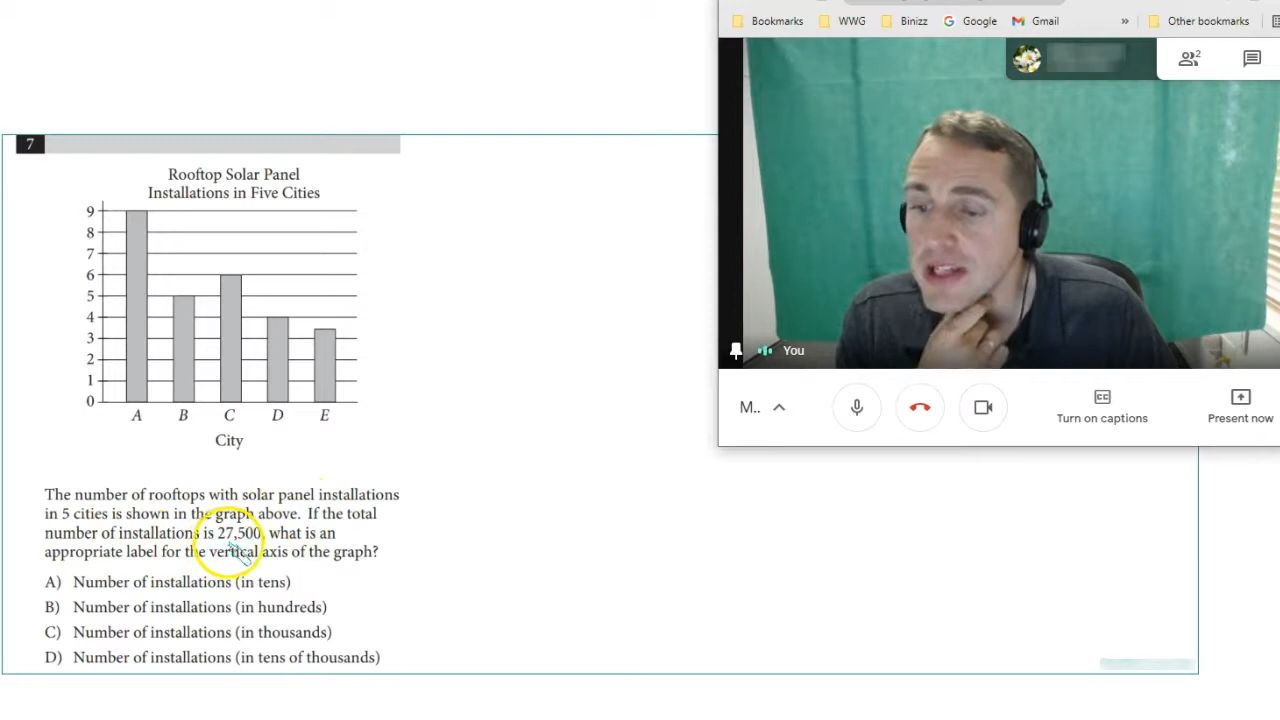 Bookmarks WWG Binizz Google Gmail » Other bookmarks
2
You
M..
Turn on captions
Present now
7
Rooftop Solar Panel
Installations in Five Cities
9
8
7
6
5
4
3
2
1
0
A B C D E
City
The number of rooftops with solar panel installations
in 5 cities is shown in the graph above. If the total
number of installations is 27,500, what is an
appropriate label for the vertical axis of the graph?
A) Number of installations (in tens)
B) Number of installations (in hundreds)
C) Number of installations (in thousands)
D) Number of installations (in tens of thousands)